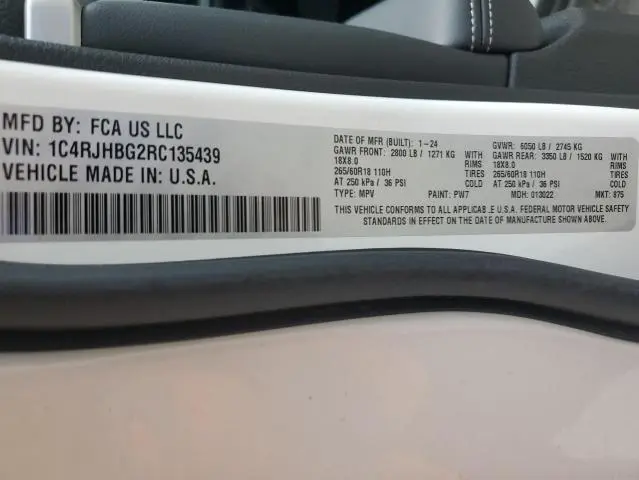 MFD BY: FCA US LLC
VIN: 1C4RJHBG2RC135439
VEHICLE MADE IN: U.S.A.
DATE OF MFR (BUILT): 1-24 GVWR: 6050 LB / 2745 KG
GAWR FRONT: 2800 LB / 1271 KG WITH GAWR REAR: 3350 LB / 1520 KG WITH
18X8.0 RIMS 18X8.0 RIMS
265/60R18 110H TIRES 265/60R18 110H TIRES
AT 250 kPa / 36 PSI COLD AT 250 kPa / 36 PSI COLD
TYPE: MPV PAINT: PW7 MDH: 013022 MKT: 875
THIS VEHICLE CONFORMS TO ALL APPLICAB.E U.S.A. FEDERAL MOTOR VEHICLE SAFETY
STANDARDS IN EFFECT ON THE DATE OF MANUFACTURE SHOWN ABOVE.